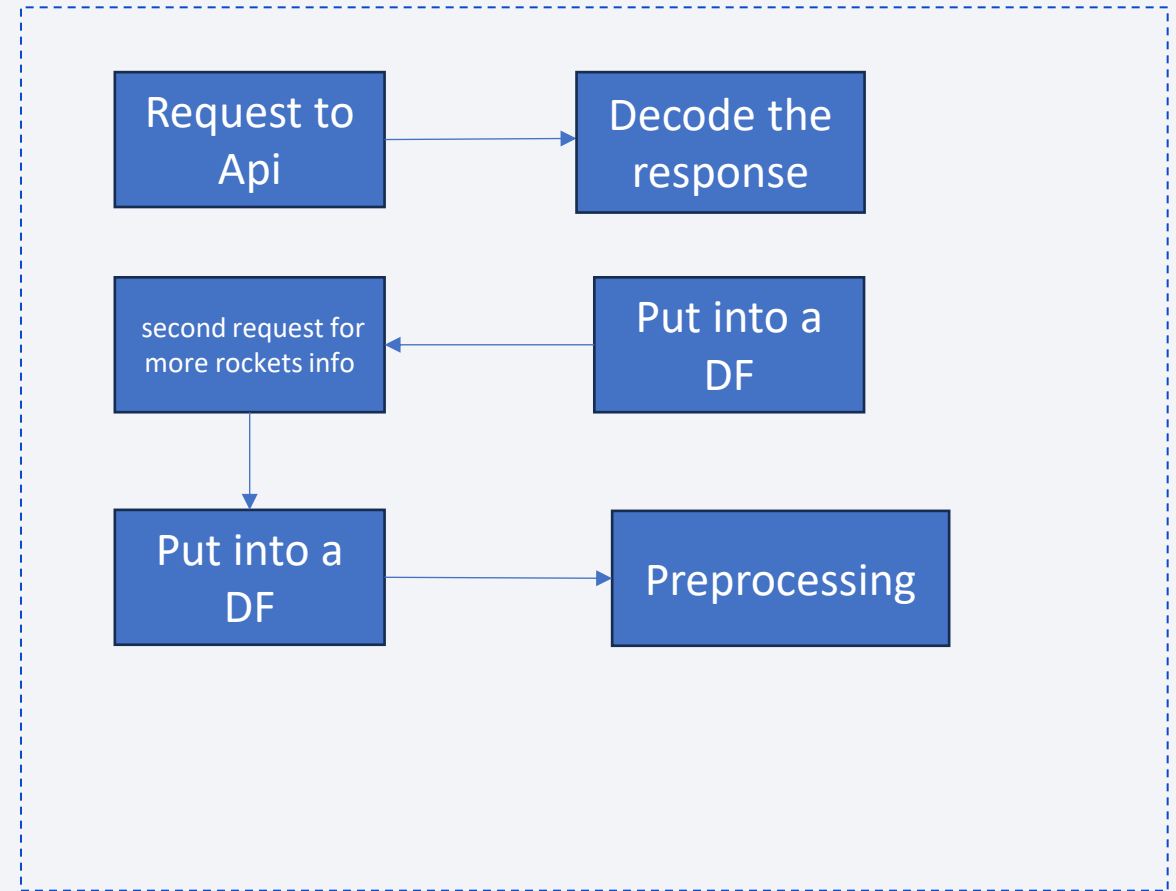 Request to
Api
Decode the
response
second request for
more rockets info
Put into a
DF
Put into a
DF
Preprocessing